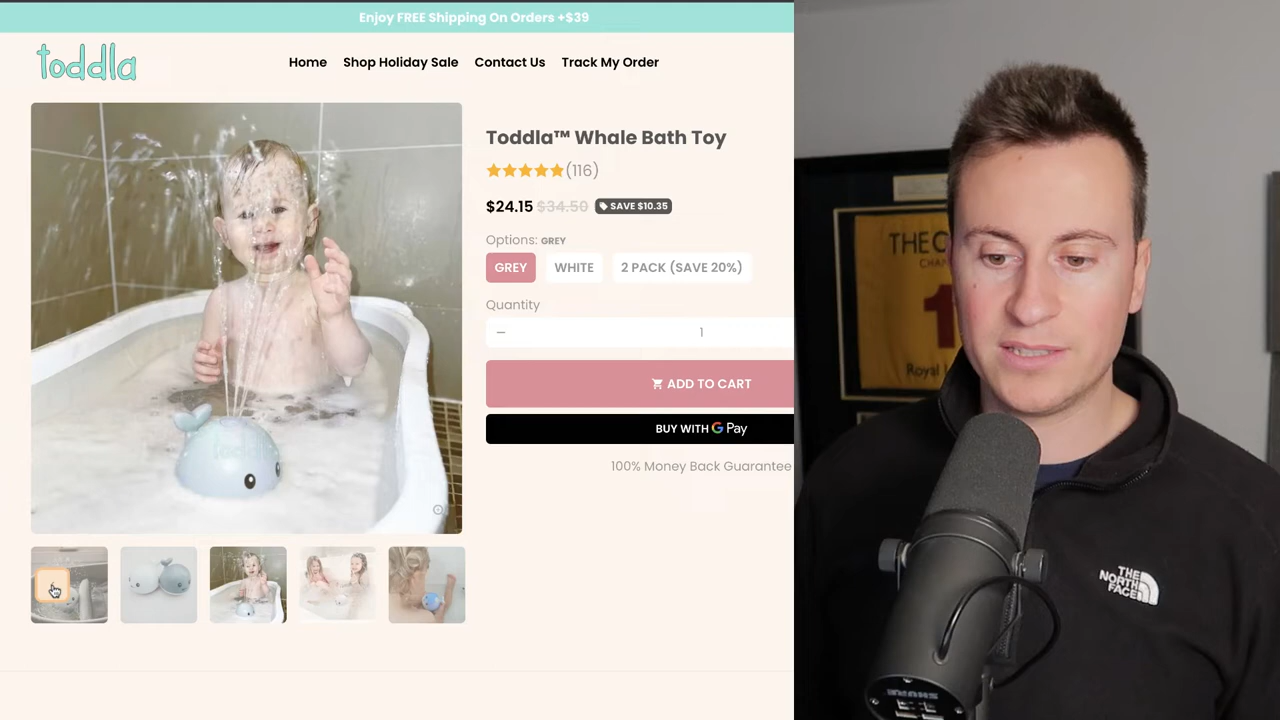 Enjoy FREE Shipping On Orders +$39
toddla
Home Shop Holiday Sale Contact Us Track My Order
Toddla™ Whale Bath Toy
(116)
$24.15 $34.50 SAVE $10.35
Options: GREY
GREY WHITE 2 PACK (SAVE 20%)
Quantity
− 1
ADD TO CART
BUY WITH G Pay
100% Money Back Guarantee
THE
Royal
THE
NORTH
FACE